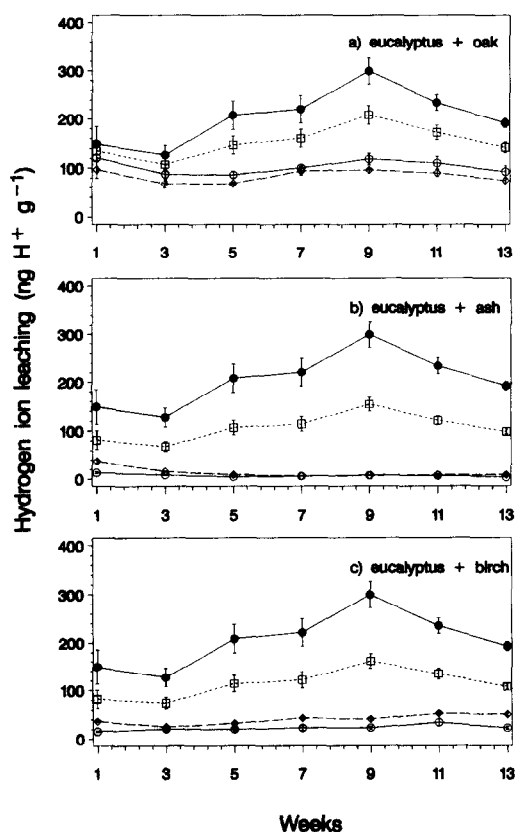 Hydrogen ion leaching (ng H⁺ g⁻¹)
400
300
200
100
0
a) eucalyptus + oak
1 3 5 7 9 11 13
400
300
200
100
0
b) eucalyptus + ash
1 3 5 7 9 11 13
400
300
200
100
0
c) eucalyptus + birch
1 3 5 7 9 11 13
Weeks